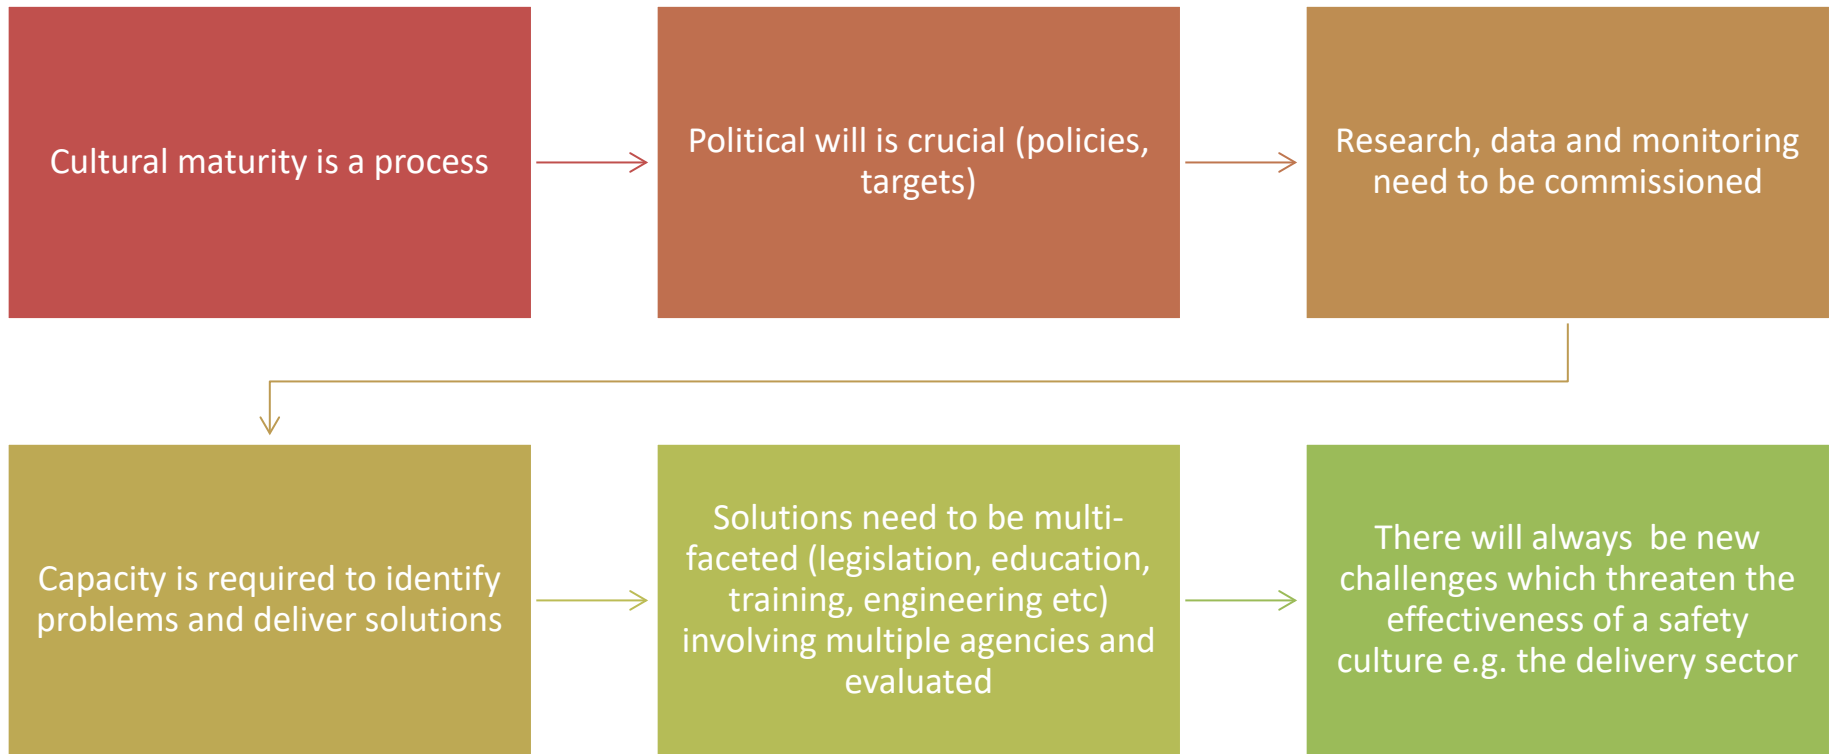 Cultural maturity is a process
Political will is crucial (policies,
targets)
Research, data and monitoring
need to be commissioned
Capacity is required to identify
problems and deliver solutions
Solutions need to be multi-
faceted (legislation, education,
training, engineering etc)
involving multiple agencies and
evaluated
There will always  be new
challenges which threaten the
effectiveness of a safety
culture e.g. the delivery sector